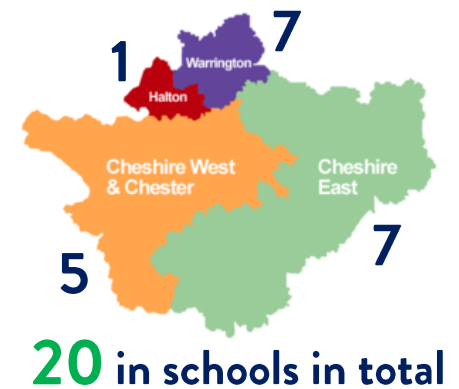 7
1
Warrington
Halton
Cheshire West
& Chester
Cheshire
East
7
5
20 in schools in total